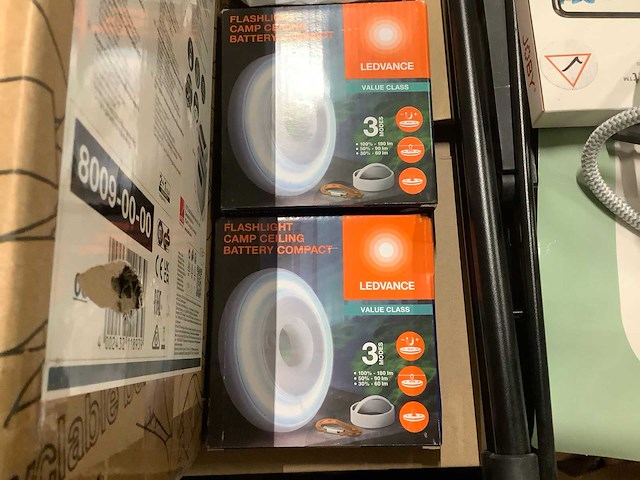 FLASHLIGHT
CAMP CEILING
BATTERY COMPACT
LEDVANCE
VALUE CLASS
3 MODES
100% - 180 lm
50% - 90 lm
30% - 60 lm
FLASHLIGHT
CAMP CEILING
BATTERY COMPACT
LEDVANCE
VALUE CLASS
3 MODES
100% - 180 lm
50% - 90 lm
30% - 60 lm
00-00-6008